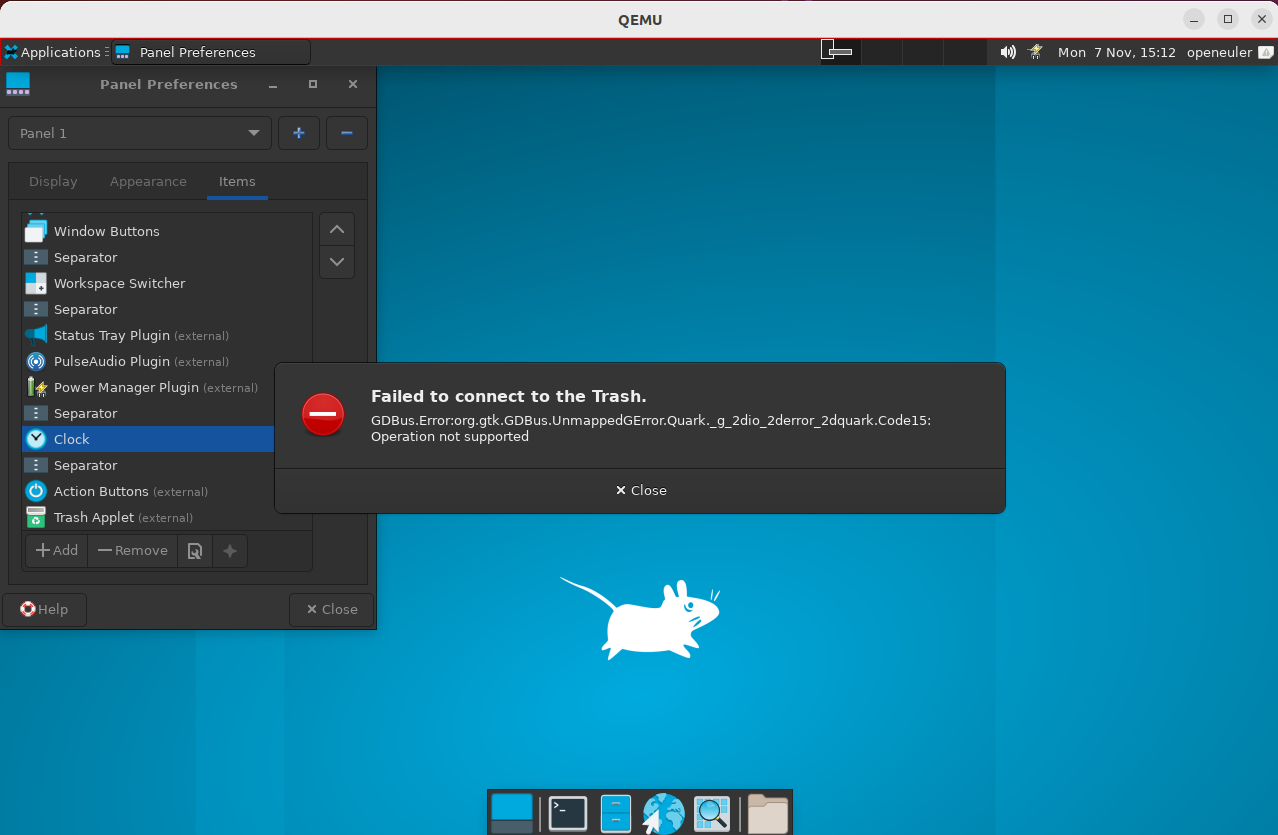 QEMU
Applications
Panel Preferences
Mon 7 Nov, 15:12
openeuler
Panel Preferences
Panel 1
Display
Appearance
Items
Window Buttons
Separator
Workspace Switcher
Separator
Status Tray Plugin (external)
PulseAudio Plugin (external)
Power Manager Plugin (external)
Separator
Clock
Separator
Action Buttons (external)
Trash Applet (external)
Add
Remove
Help
Close
Failed to connect to the Trash.
GDBus.Error:org.gtk.GDBus.UnmappedGError.Quark._g_2dio_2derror_2dquark.Code15:
Operation not supported
Close
>_